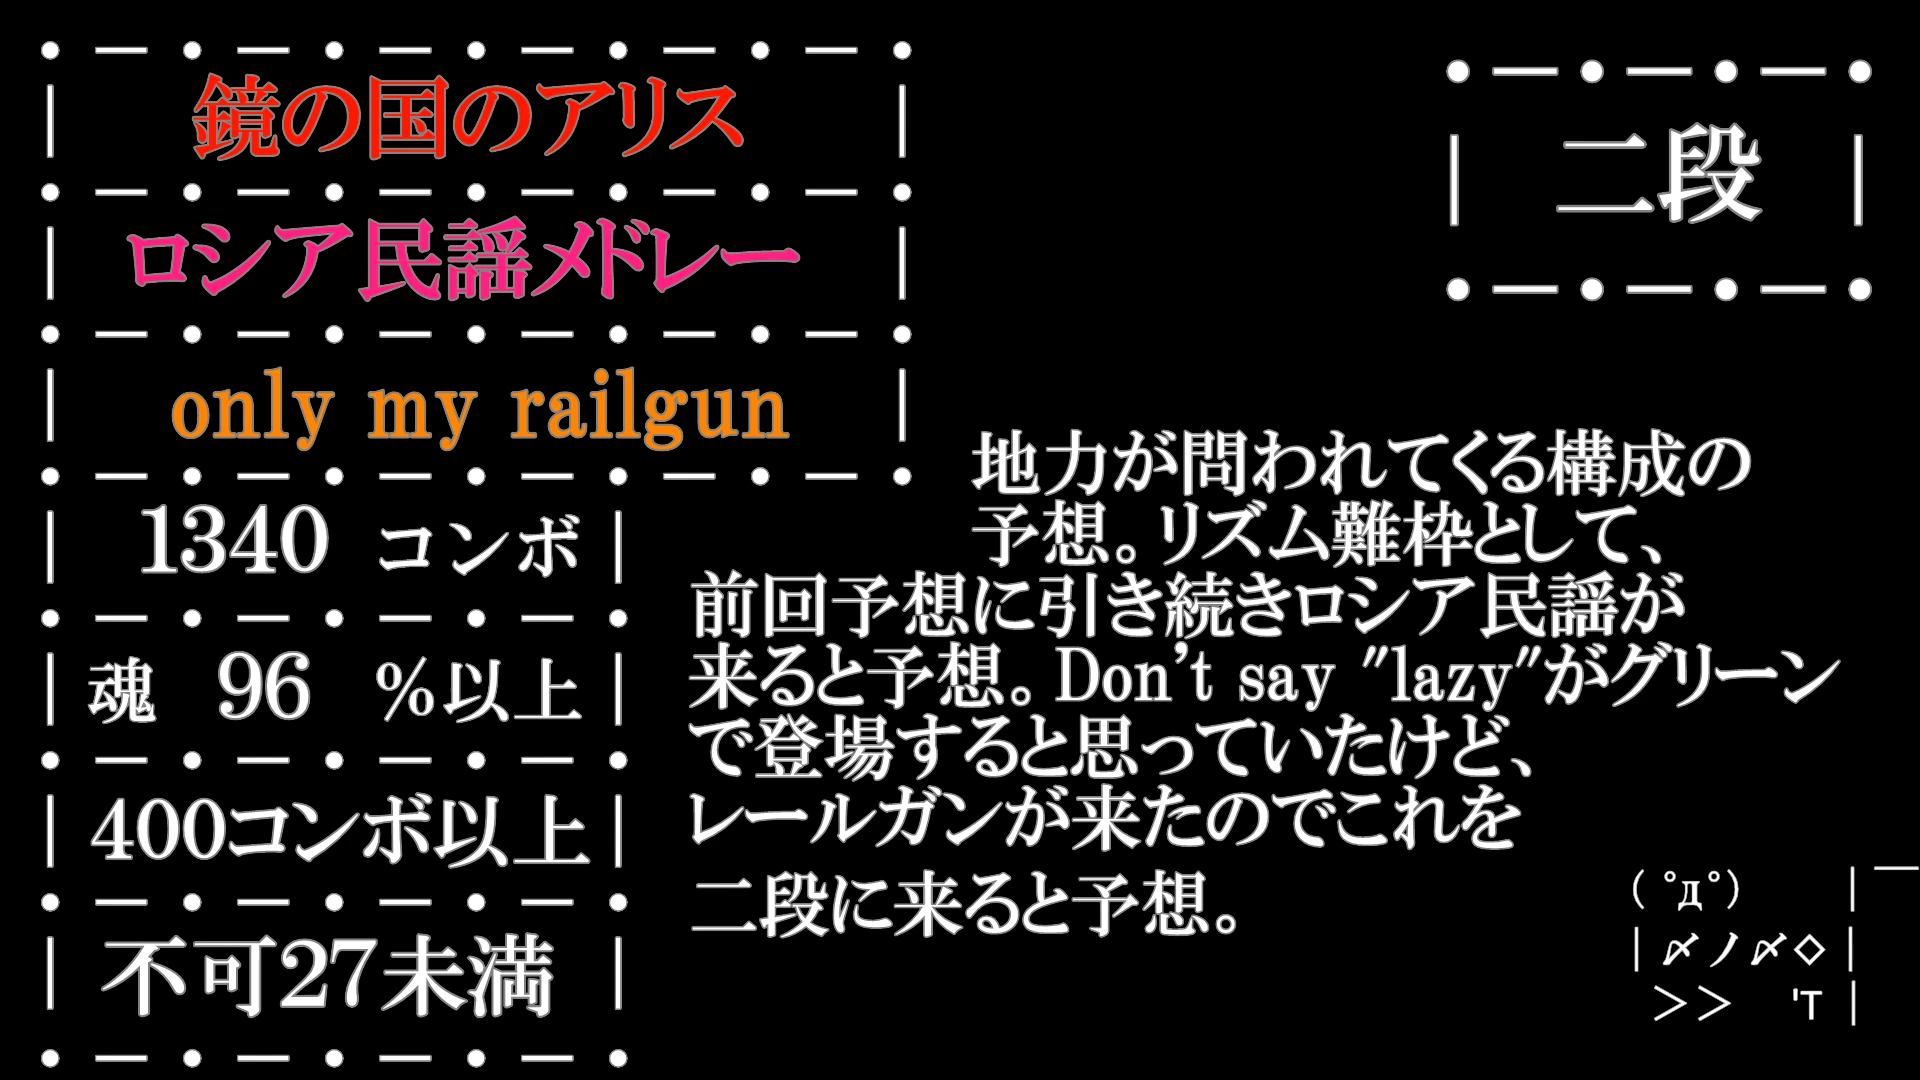 鏡の国のアリス
ロシア民謡メドレー
only my railgun
1340 コンボ
魂 96 %以上
400コンボ以上
不可27未満
二段
地力が問われてくる構成の
予想。リズム難枠として、
前回予想に引き続きロシア民謡が
来ると予想。Don't say "lazy"がグリーン
で登場すると思っていたけど、
レールガンが来たのでこれを
二段に来ると予想。
( ﾟдﾟ) |￣
|〆ノ〆◇|
>> 'T |